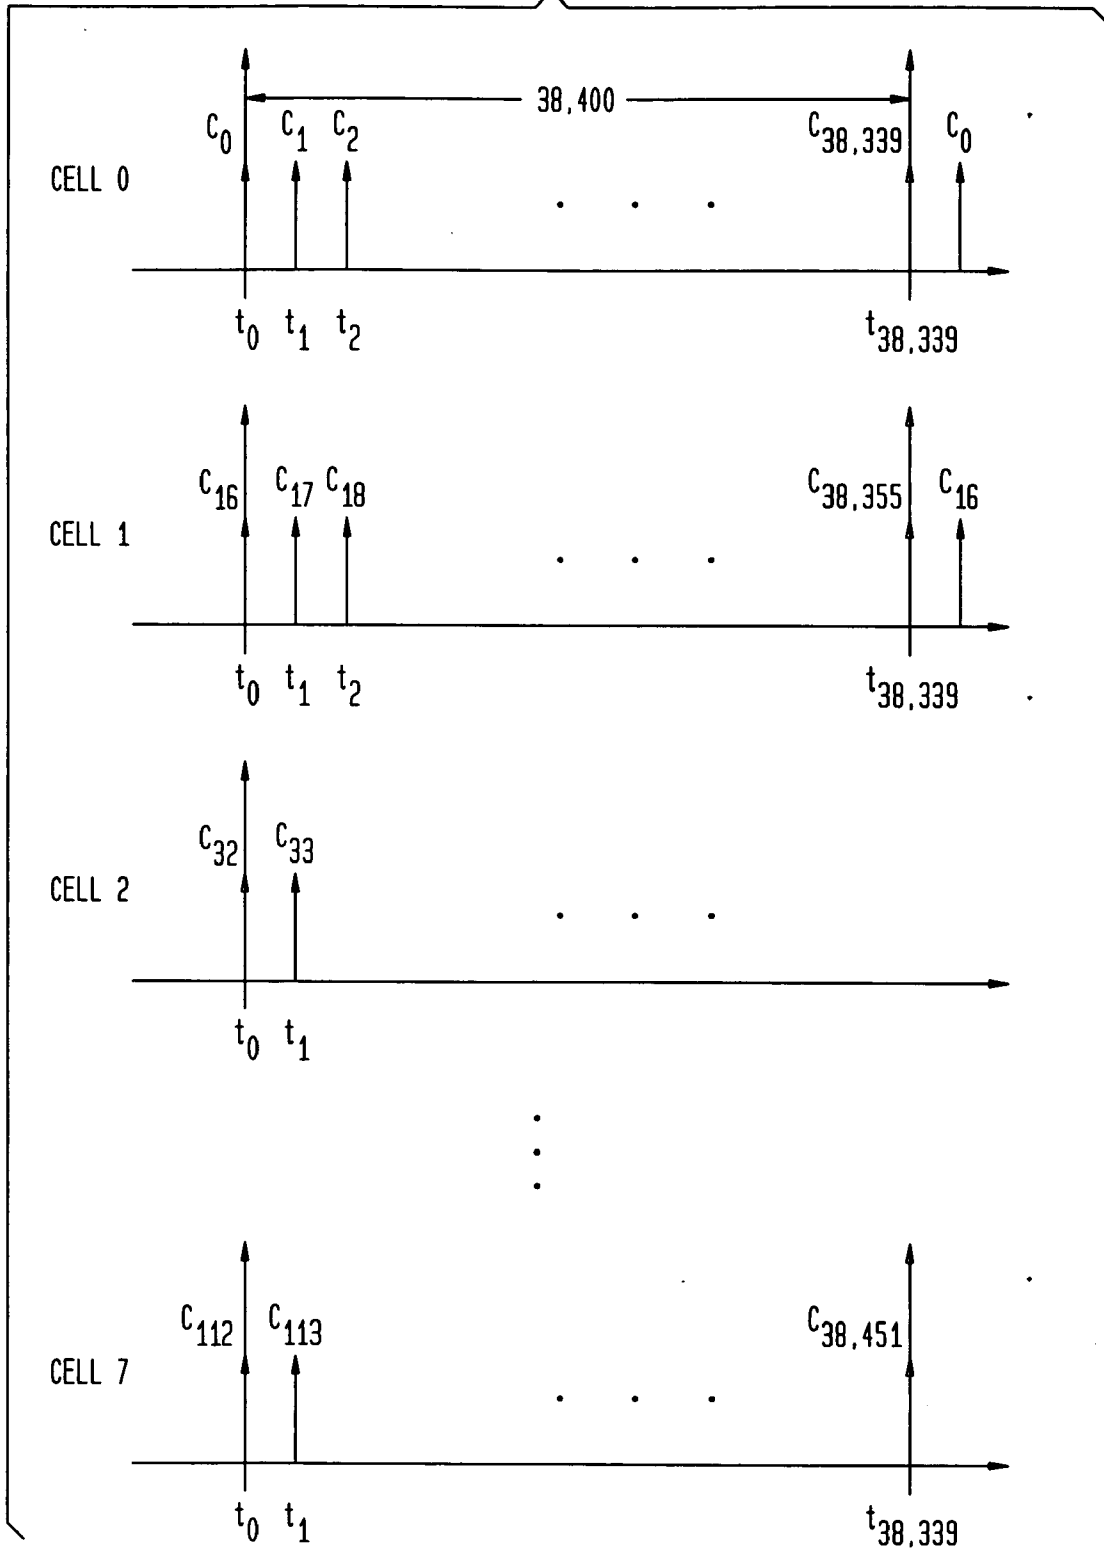 38,400
C0 C1 C2 C38,339 C0
CELL 0
t0 t1 t2 t38,339
C16 C17 C18 C38,355 C16
CELL 1
t0 t1 t2 t38,339
C32 C33
CELL 2
t0 t1
C112 C113 C38,451
CELL 7
t0 t1 t38,339